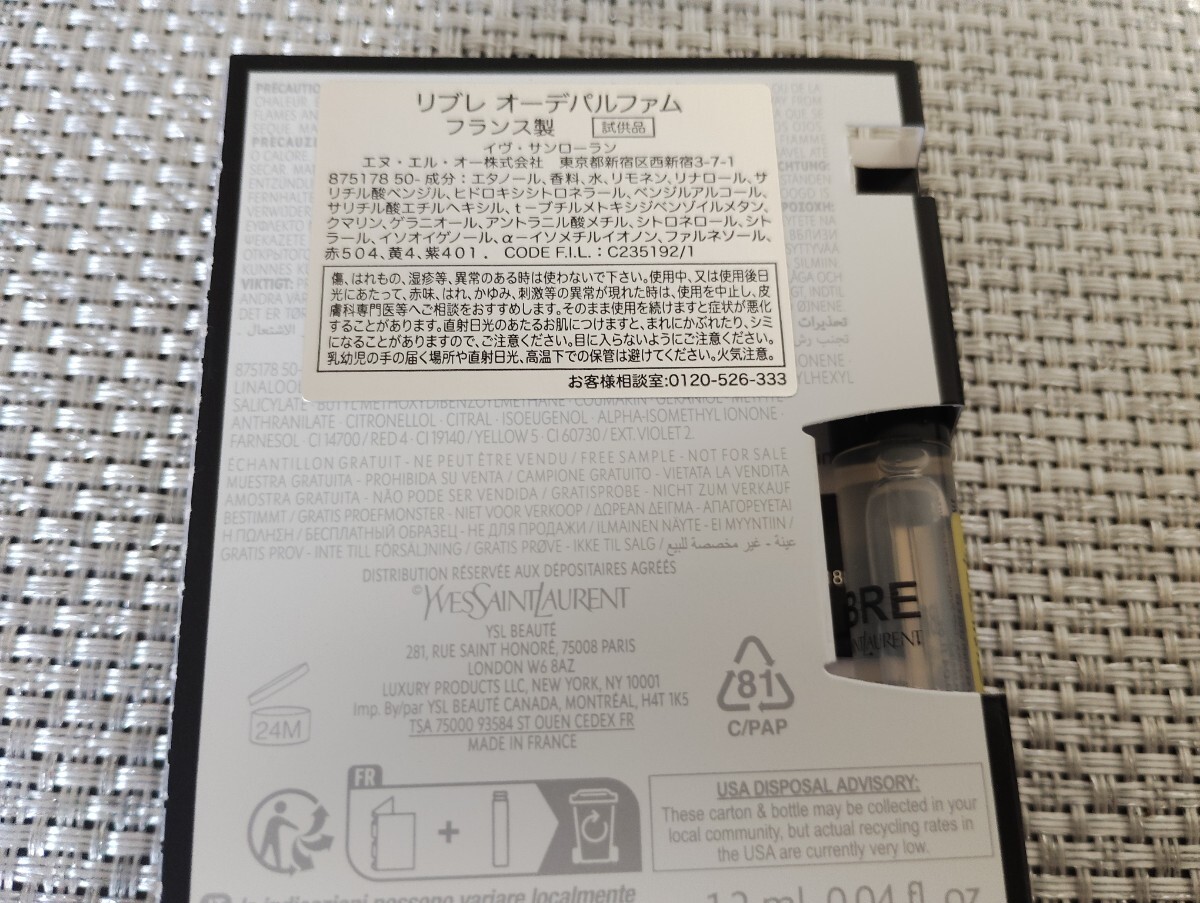 リブレ オーデパルファム
フランス製 試供品
イヴ・サンローラン
エヌ・エル・オー株式会社 東京都新宿区西新宿3-7-1
875178 50- 成分：エタノール、香料、水、リモネン、リナロール、サ
リチル酸ベンジル、ヒドロキシシトロネラール、ベンジルアルコール、
サリチル酸エチルヘキシル、t－ブチルメトキシジベンゾイルメタン、
クマリン、ゲラニオール、アントラニル酸メチル、シトロネロール、シト
ラール、イソオイゲノール、α－イソメチルイオノン、ファルネソール、
赤504、黄4、紫401． CODE F.I.L.：C235192/1
傷、はれもの、湿疹等、異常のある時は使わないで下さい。使用中、又は使用後日
光にあたって、赤味、はれ、かゆみ、刺激等の異常が現れた時は、使用を中止し、皮
膚科専門医等へご相談をおすすめします。そのまま使用を続けますと症状が悪化
することがあります。直射日光のあたるお肌につけますと、まれにかぶれたり、シミ
になることがありますので、ご注意ください。目に入らないようにご注意ください。
乳幼児の手の届く場所や直射日光、高温下での保管は避けてください。火気注意。
お客様相談室:0120-526-333
875178 50-
LINALOOL
SALICYLATE · BUTYL METHOXYDIBENZOYLMETHANE · COUMARIN · GERANIOL · METHYL
ANTHRANILATE · CITRONELLOL · CITRAL · ISOEUGENOL · ALPHA-ISOMETHYL IONONE ·
FARNESOL · CI 14700 / RED 4 · CI 19140 / YELLOW 5 · CI 60730 / EXT. VIOLET 2.
ÉCHANTILLON GRATUIT - NE PEUT ÊTRE VENDU / FREE SAMPLE - NOT FOR SALE
MUESTRA GRATUITA - PROHIBIDA SU VENTA / CAMPIONE GRATUITO - VIETATA LA VENDITA
AMOSTRA GRATUITA - NÃO PODE SER VENDIDA / GRATISPROBE - NICHT ZUM VERKAUF
BESTIMMT / GRATIS PROEFMONSTER - NIET VOOR VERKOOP / ΔΩΡΕΑΝ ΔΕΙΓΜΑ - ΑΠΑΓΟΡΕΥΕΤΑΙ
Η ΠΩΛΗΣΗ / БЕСПЛАТНЫЙ ОБРАЗЕЦ - НЕ ДЛЯ ПРОДАЖИ / ILMAINEN NÄYTE - EI MYYNTIIN /
GRATIS PROV - INTE TILL FÖRSÄLJNING / GRATIS PRØVE - IKKE TIL SALG / عينة - غير مخصصة للبيع
DISTRIBUTION RÉSERVÉE AUX DÉPOSITAIRES AGRÉÉS
©YVESSAINTLAURENT
YSL BEAUTÉ
281, RUE SAINT HONORÉ, 75008 PARIS
LONDON W6 8AZ
LUXURY PRODUCTS LLC, NEW YORK, NY 10001
Imp. By/par YSL BEAUTÉ CANADA, MONTRÉAL, H4T 1K5
TSA 75000 93584 ST OUEN CEDEX FR
MADE IN FRANCE
24M
81
C/PAP
BRE
FR
+
USA DISPOSAL ADVISORY:
These carton & bottle may be collected in your
local community, but actual recycling rates in
the USA are currently very low.
le indicazioni possono variare localmente
1.2 ml 0.04 fl. oz